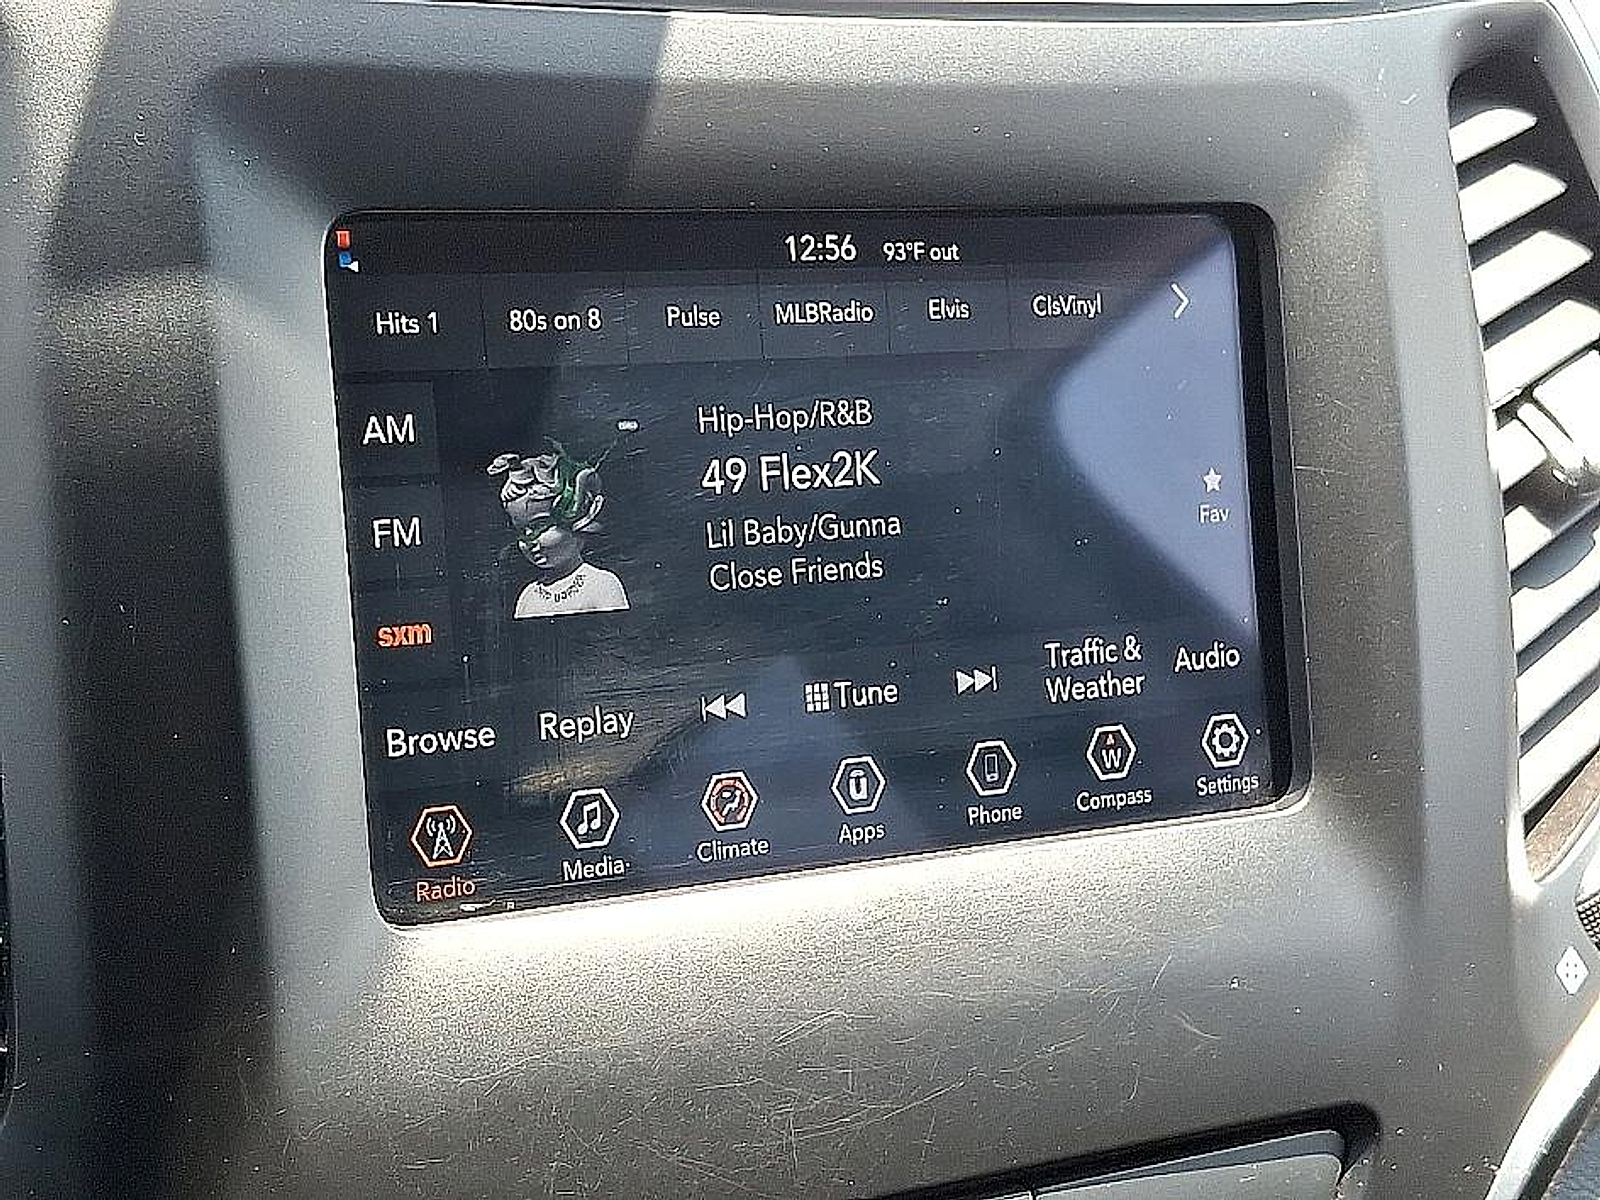 12:56 93°F out
Hits 1 80s on 8 Pulse MLBRadio Elvis ClsVinyl
AM
Hip-Hop/R&B
49 Flex2K
FM
Lil Baby/Gunna
Close Friends
Fav
sxm
Browse Replay Tune Traffic & Weather Audio
W
Radio Media Climate Apps Phone Compass Settings